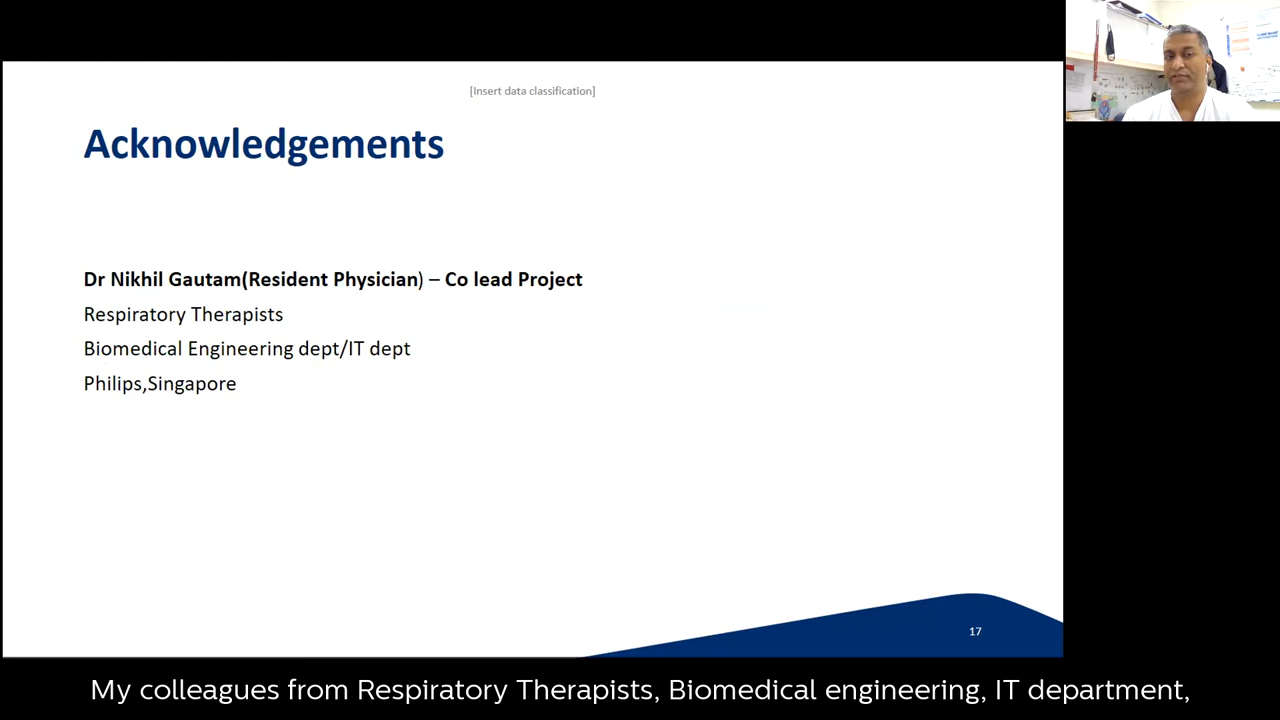 [Insert data classification]
Acknowledgements
Dr Nikhil Gautam(Resident Physician) – Co lead Project
Respiratory Therapists
Biomedical Engineering dept/IT dept
Philips,Singapore
17
My colleagues from Respiratory Therapists, Biomedical engineering, IT department,